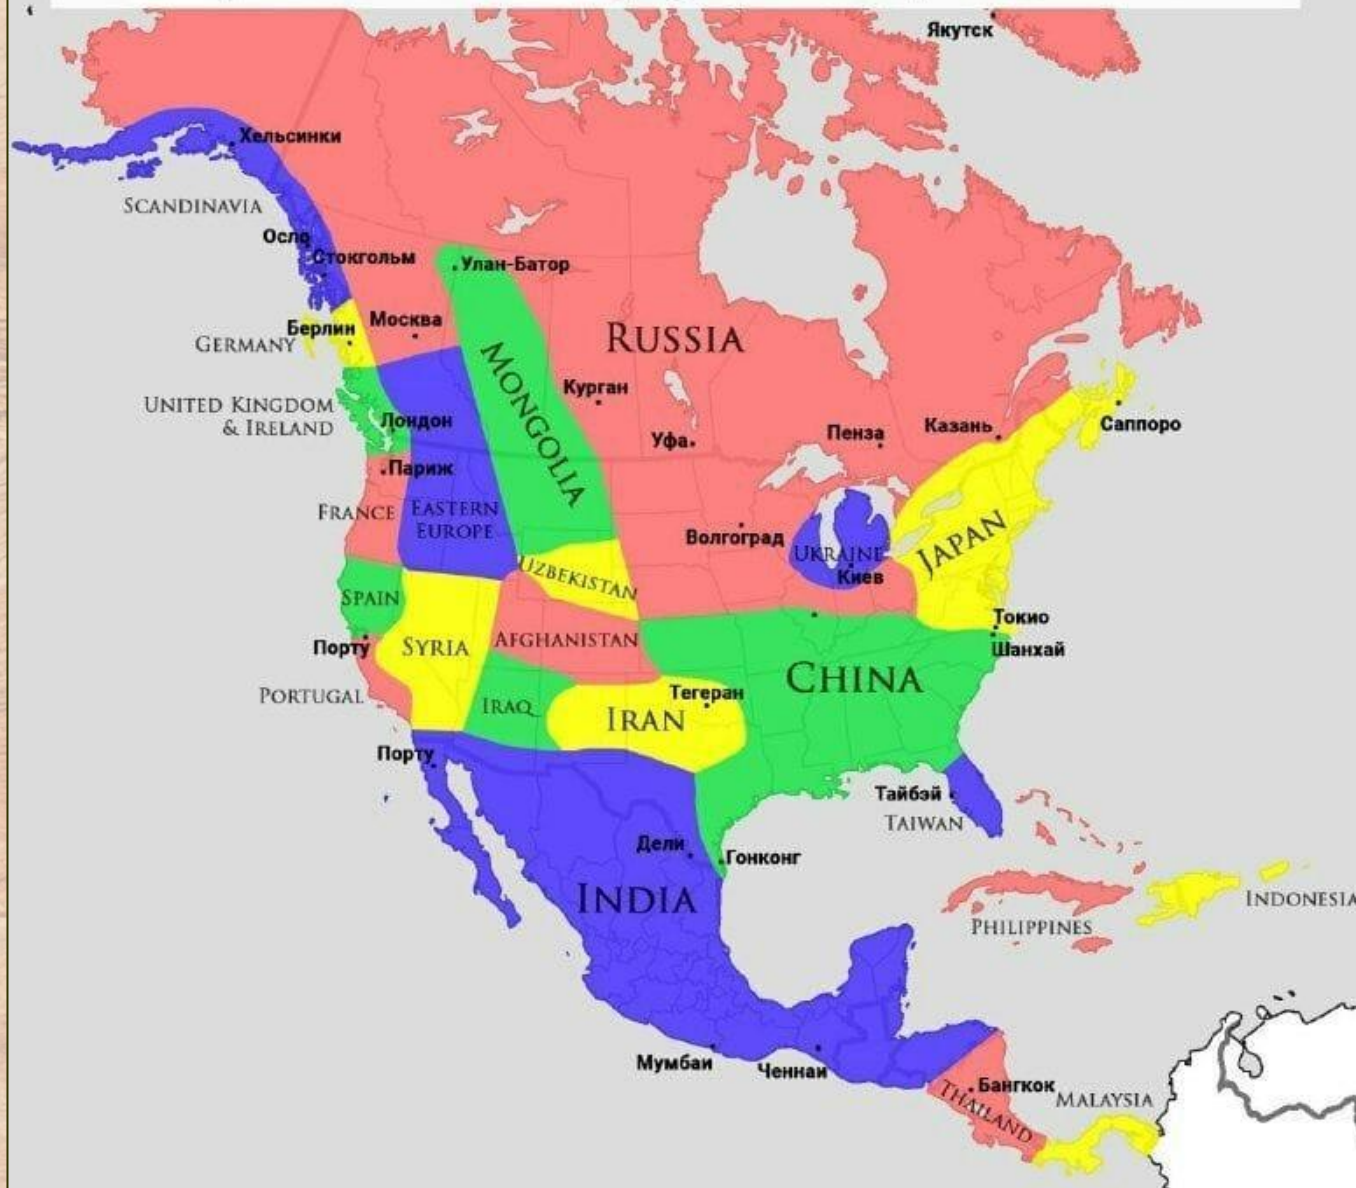 Якутск
Хельсинки
SCANDINAVIA
Осло
Стокгольм
Улан-Батор
Берлин
Москва
GERMANY
RUSSIA
MONGOLIA
Курган
UNITED KINGDOM
& IRELAND
Лондон
Уфа
Пенза
Казань
Саппоро
Париж
FRANCE
EASTERN
EUROPE
Волгоград
UKRAINE
Киев
JAPAN
UZBEKISTAN
SPAIN
Порту
SYRIA
AFGHANISTAN
Токио
Шанхай
CHINA
PORTUGAL
IRAQ
IRAN
Тегеран
Порту
Тайбэй
TAIWAN
Дели
Гонконг
INDIA
PHILIPPINES
INDONESIA
Мумбаи
Ченнаи
Бангкок
THAILAND
MALAYSIA